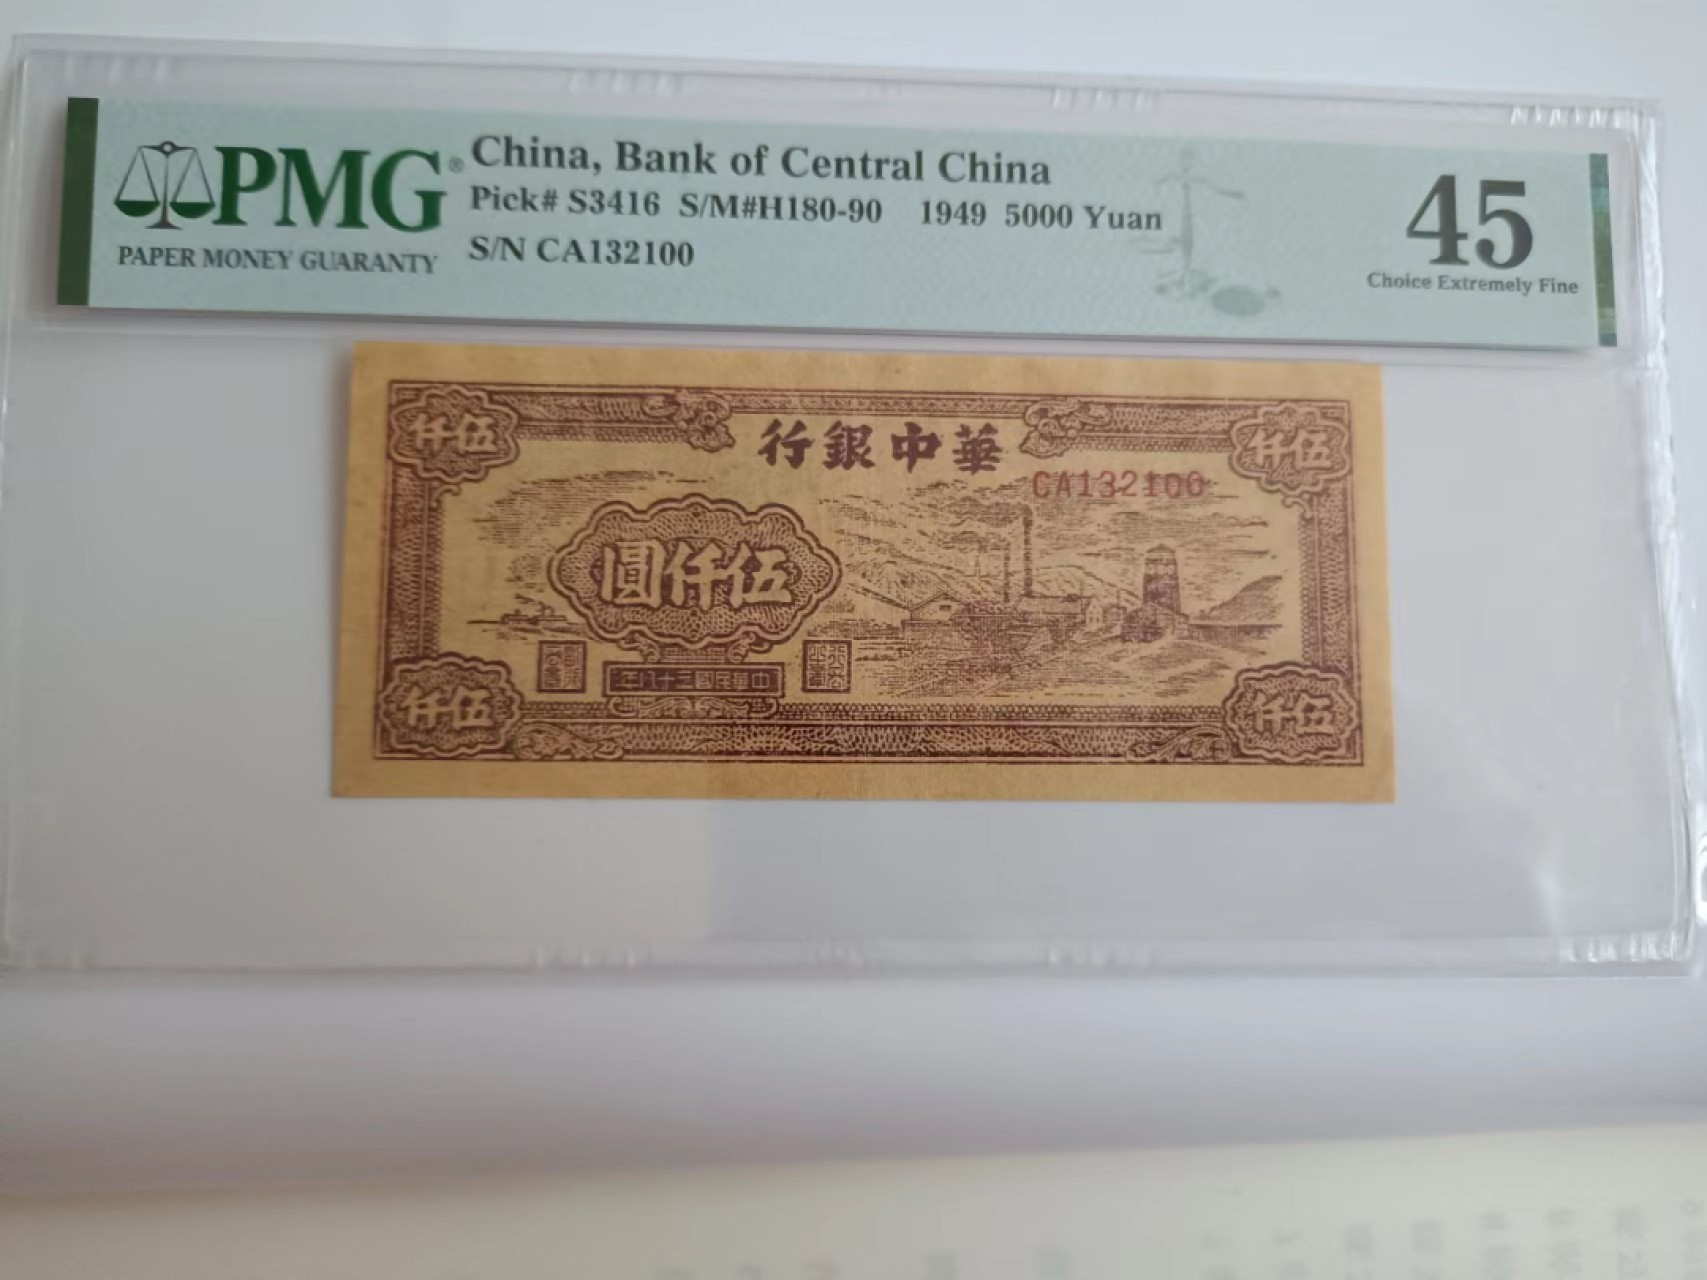 PMG®
PAPER MONEY GUARANTY
China, Bank of Central China
Pick# S3416 S/M#H180-90 1949 5000 Yuan
S/N CA132100
45
Choice Extremely Fine
仟伍
行銀中華
仟伍
CA132100
圓仟伍
年八十三國民華中
仟伍
仟伍